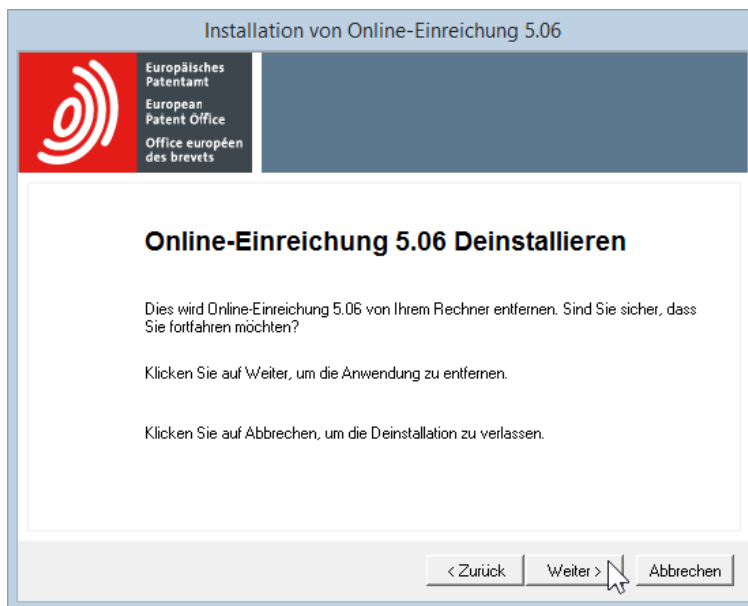 Installation von Online-Einreichung 5.06
Europäisches
Patentamt
European
Patent Office
Office européen
des brevets
Online-Einreichung 5.06 Deinstallieren
Dies wird Online-Einreichung 5.06 von Ihrem Rechner entfernen. Sind Sie sicher, dass
Sie fortfahren möchten?
Klicken Sie auf Weiter, um die Anwendung zu entfernen.
Klicken Sie auf Abbrechen, um die Deinstallation zu verlassen.
< Zurück Weiter > Abbrechen